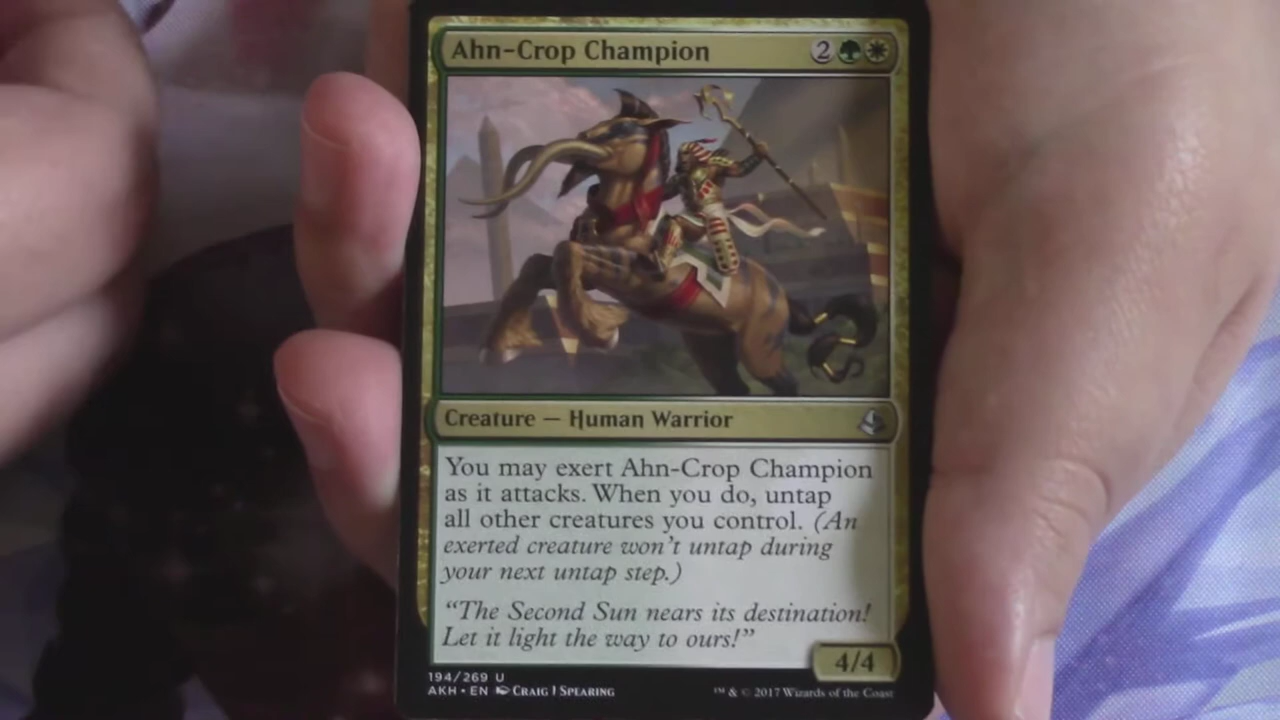 Ahn-Crop Champion 2
Creature — Human Warrior
You may exert Ahn-Crop Champion
as it attacks. When you do, untap
all other creatures you control. (An
exerted creature won't untap during
your next untap step.)
"The Second Sun nears its destination!
Let it light the way to ours!"
4/4
194/269 U
AKH • EN Craig J Spearing
™ & © 2017 Wizards of the Coast